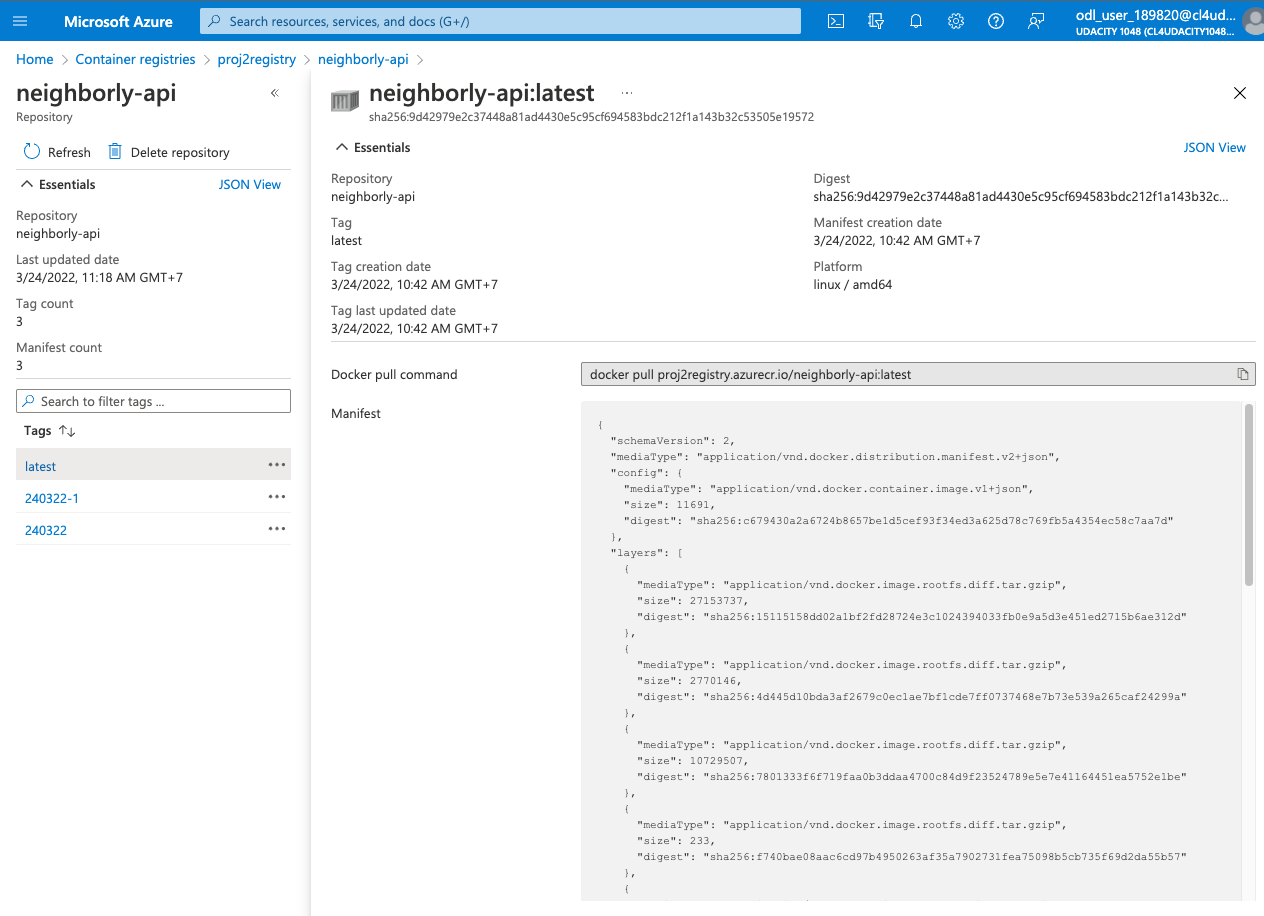 Microsoft Azure
Search resources, services, and docs (G+/)
odl_user_189820@cl4ud...
UDACITY 1048 (CL4UDACITY1048...
Home > Container registries > proj2registry > neighborly-api >
neighborly-api
Repository
«
Refresh
Delete repository
Essentials
JSON View
Repository
neighborly-api
Last updated date
3/24/2022, 11:18 AM GMT+7
Tag count
3
Manifest count
3
Search to filter tags ...
Tags
latest
240322-1
240322
neighborly-api:latest
sha256:9d42979e2c37448a81ad4430e5c95cf694583bdc212f1a143b32c53505e19572
Essentials
JSON View
Repository
neighborly-api
Tag
latest
Tag creation date
3/24/2022, 10:42 AM GMT+7
Tag last updated date
3/24/2022, 10:42 AM GMT+7
Digest
sha256:9d42979e2c37448a81ad4430e5c95cf694583bdc212f1a143b32c...
Manifest creation date
3/24/2022, 10:42 AM GMT+7
Platform
linux / amd64
Docker pull command
docker pull proj2registry.azurecr.io/neighborly-api:latest
Manifest
{
"schemaVersion": 2,
"mediaType": "application/vnd.docker.distribution.manifest.v2+json",
"config": {
"mediaType": "application/vnd.docker.container.image.v1+json",
"size": 11691,
"digest": "sha256:c679430a2a6724b8657be1d5cef93f34ed3a625d78c769fb5a4354ec58c7aa7d"
},
"layers": [
{
"mediaType": "application/vnd.docker.image.rootfs.diff.tar.gzip",
"size": 27153737,
"digest": "sha256:15115158dd02a1bf2fd28724e3c1024394033fb0e9a5d3e451ed2715b6ae312d"
},
{
"mediaType": "application/vnd.docker.image.rootfs.diff.tar.gzip",
"size": 2770146,
"digest": "sha256:4d445d10bda3af2679c0ec1ae7bf1cde7ff0737468e7b73e539a265caf24299a"
},
{
"mediaType": "application/vnd.docker.image.rootfs.diff.tar.gzip",
"size": 10729507,
"digest": "sha256:7801333f6f719faa0b3ddaa4700c84d9f23524789e5e7e41164451ea5752e1be"
},
{
"mediaType": "application/vnd.docker.image.rootfs.diff.tar.gzip",
"size": 233,
"digest": "sha256:f740bae08aac6cd97b4950263af35a7902731fea75098b5cb735f69d2da55b57"
},
{